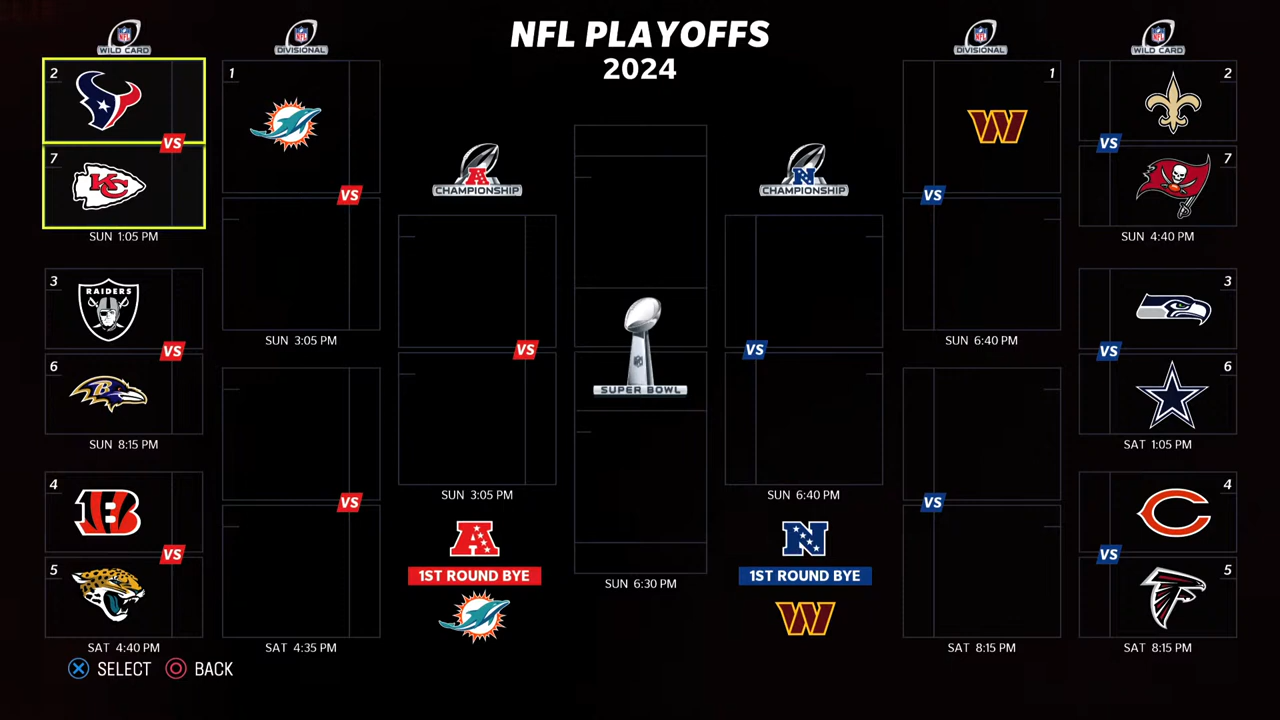 NFL PLAYOFFS
2024
WILD CARD
DIVISIONAL
DIVISIONAL
WILD CARD
2
VS
7
KC
SUN 1:05 PM
3
RAIDERS
VS
6
B
SUN 8:15 PM
4
B
VS
5
SAT 4:40 PM
1
VS
SUN 3:05 PM
VS
SAT 4:35 PM
A
CHAMPIONSHIP
VS
SUN 3:05 PM
A
1ST ROUND BYE
SUPER BOWL
SUN 6:30 PM
N
CHAMPIONSHIP
VS
SUN 6:40 PM
N
1ST ROUND BYE
W
1
W
VS
SUN 6:40 PM
VS
SUN 8:15 PM
2
VS
7
SUN 4:40 PM
3
VS
6
SAT 1:05 PM
4
C
VS
5
SAT 8:15 PM
SELECT
BACK